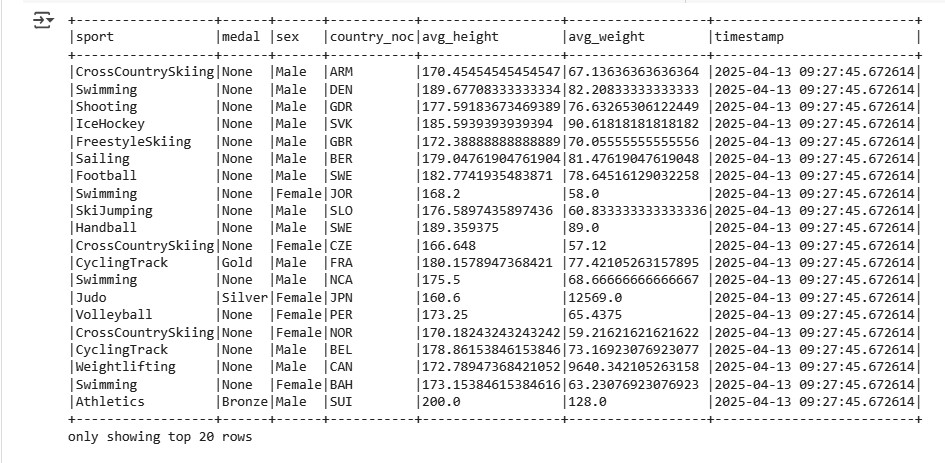 +--------------------+------+------+-----------+------------------+------------------+--------------------------+
|sport               |medal |sex   |country_noc|avg_height        |avg_weight        |timestamp                 |
+--------------------+------+------+-----------+------------------+------------------+--------------------------+
|CrossCountrySkiing|None  |Male  |ARM        |170.45454545454547|67.13636363636364 |2025-04-13 09:27:45.672614|
|Swimming          |None  |Male  |DEN        |189.67708333333334|82.20833333333333 |2025-04-13 09:27:45.672614|
|Shooting          |None  |Male  |GDR        |177.59183673469389|76.63265306122449 |2025-04-13 09:27:45.672614|
|IceHockey         |None  |Male  |SVK        |185.5939393939394 |90.61818181818182 |2025-04-13 09:27:45.672614|
|FreestyleSkiing   |None  |Male  |GBR        |172.38888888888889|70.05555555555556 |2025-04-13 09:27:45.672614|
|Sailing           |None  |Male  |BER        |179.04761904761904|81.47619047619048 |2025-04-13 09:27:45.672614|
|Football          |None  |Male  |SWE        |182.7741935483871 |78.64516129032258 |2025-04-13 09:27:45.672614|
|Swimming          |None  |Female|JOR        |168.2             |58.0              |2025-04-13 09:27:45.672614|
|SkiJumping        |None  |Male  |SLO        |176.5897435897436 |60.833333333333336|2025-04-13 09:27:45.672614|
|Handball          |None  |Male  |SWE        |189.359375        |89.0              |2025-04-13 09:27:45.672614|
|CrossCountrySkiing|None  |Female|CZE        |166.648           |57.12             |2025-04-13 09:27:45.672614|
|CyclingTrack      |Gold  |Male  |FRA        |180.1578947368421 |77.42105263157895 |2025-04-13 09:27:45.672614|
|Swimming          |None  |Male  |NCA        |175.5             |68.66666666666667 |2025-04-13 09:27:45.672614|
|Judo              |Silver|Female|JPN        |160.6             |12569.0           |2025-04-13 09:27:45.672614|
|Volleyball        |None  |Female|PER        |173.25            |65.4375           |2025-04-13 09:27:45.672614|
|CrossCountrySkiing|None  |Female|NOR        |170.18243243243242|59.21621621621622 |2025-04-13 09:27:45.672614|
|CyclingTrack      |None  |Male  |BEL        |178.86153846153846|73.16923076923077 |2025-04-13 09:27:45.672614|
|Weightlifting     |None  |Male  |CAN        |172.78947368421052|9640.342105263158 |2025-04-13 09:27:45.672614|
|Swimming          |None  |Female|BAH        |173.15384615384616|63.23076923076923 |2025-04-13 09:27:45.672614|
|Athletics         |Bronze|Male  |SUI        |200.0             |128.0             |2025-04-13 09:27:45.672614|
+------------------+------+------+-----------+------------------+------------------+--------------------------+
only showing top 20 rows